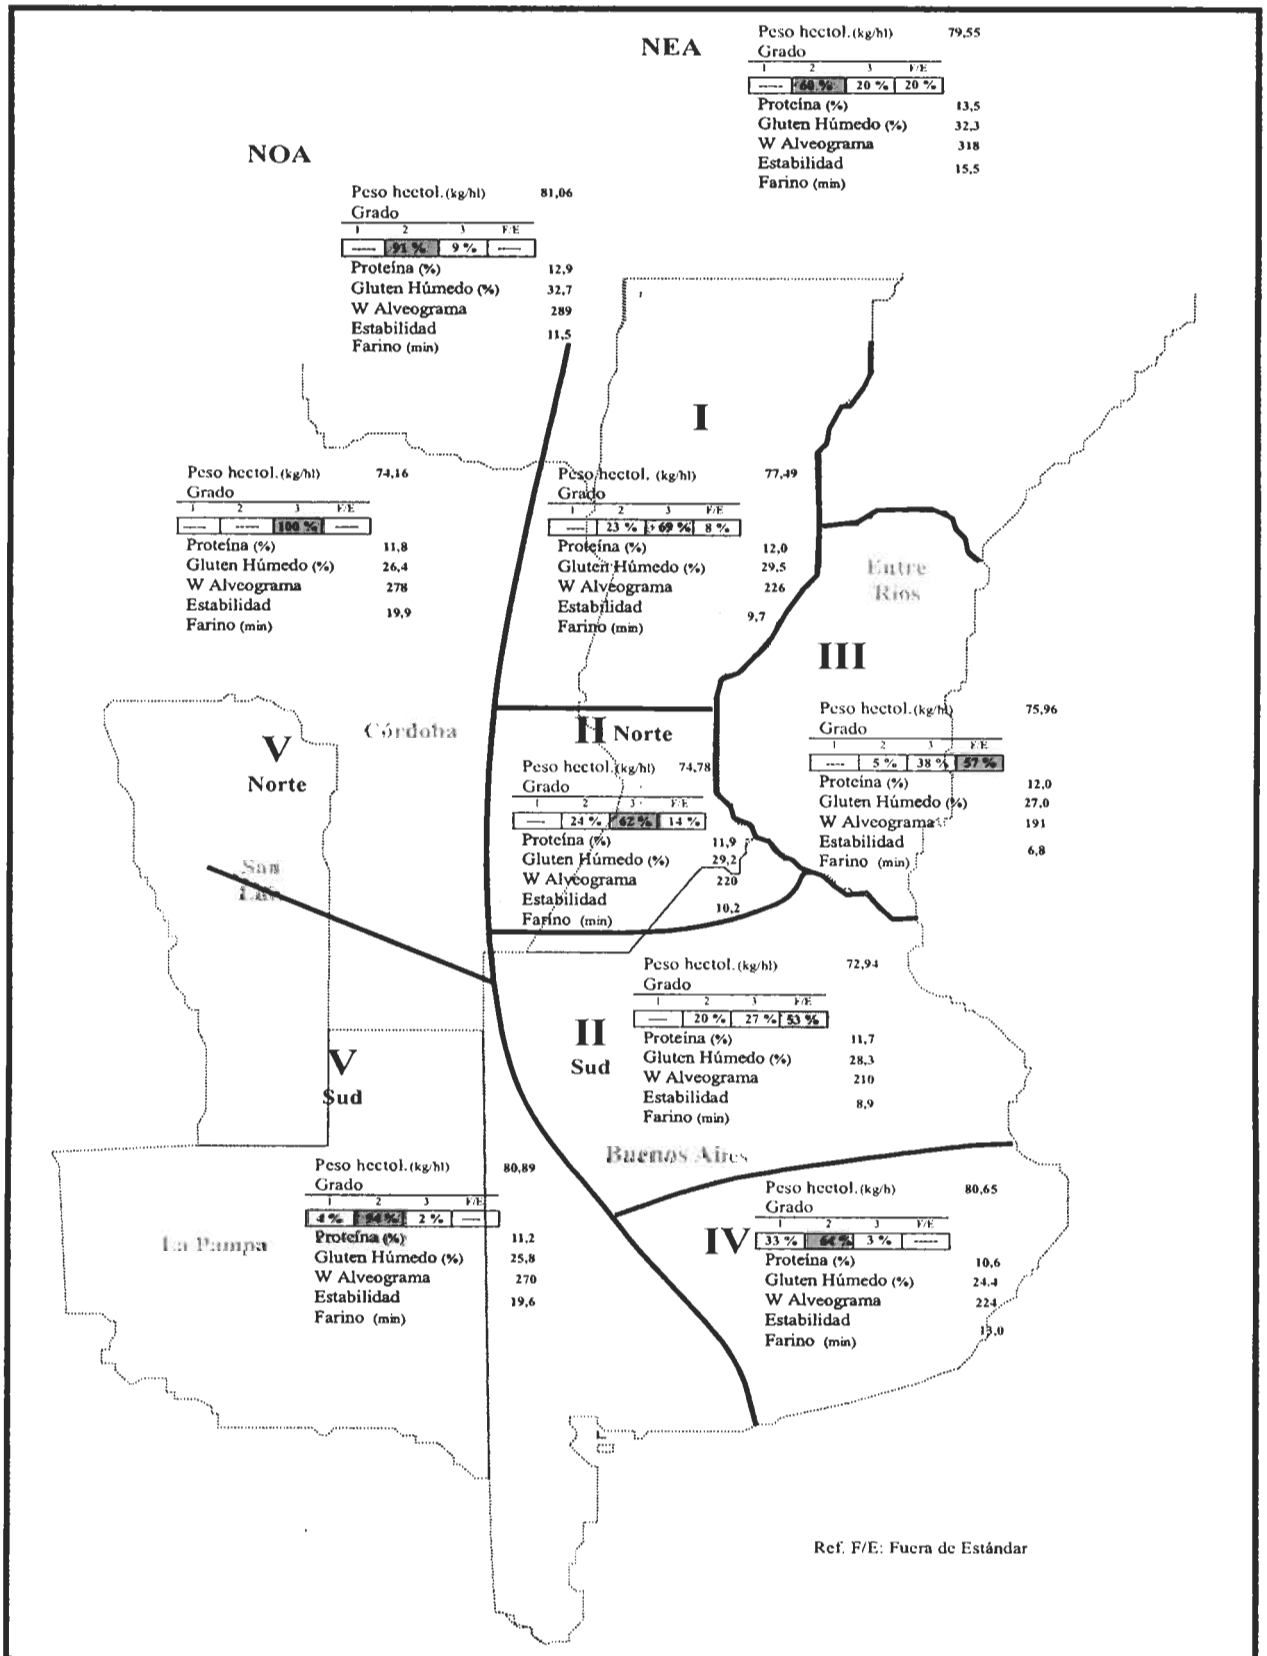 NEA
Peso hectol.(kg/hl) 79,55
Grado
1 2 3 F/E
---- 60 % 20 % 20 %
Proteína (%) 13,5
Gluten Húmedo (%) 32,3
W Alveograma 318
Estabilidad 15,5
Farino (min)
NOA
Peso hectol.(kg/hl) 81,06
Grado
1 2 3 F/E
---- 91 % 9 % ----
Proteína (%) 12,9
Gluten Húmedo (%) 32,7
W Alveograma 289
Estabilidad 11,5
Farino (min)
I
Peso hectol.(kg/hl) 74,16
Grado
1 2 3 F/E
---- ---- 100 % ----
Proteína (%) 11,8
Gluten Húmedo (%) 26,4
W Alveograma 278
Estabilidad 19,9
Farino (min)
Peso hectol. (kg/hl) 77,49
Grado
1 2 3 F/E
---- 23 % 69 % 8 %
Proteína (%) 12,0
Gluten Húmedo (%) 29,5
W Alveograma 226
Estabilidad 9,7
Farino (min)
Entre
Ríos
III
Peso hectol.(kg/hl) 75,96
Grado
1 2 3 F/E
---- 5 % 38 % 57 %
Proteína (%) 12,0
Gluten Húmedo (%) 27,0
W Alveograma 191
Estabilidad 6,8
Farino (min)
Córdoba
V
Norte
San
II Norte
Peso hectol.(kg/hl) 74,78
Grado
1 2 3 F/E
---- 24 % 62 % 14 %
Proteína (%) 11,9
Gluten Húmedo (%) 29,2
W Alveograma 220
Estabilidad 10,2
Farino (min)
II
Sud
Peso hectol.(kg/hl) 72,94
Grado
1 2 3 F/E
---- 20 % 27 % 53 %
Proteína (%) 11,7
Gluten Húmedo (%) 28,3
W Alveograma 210
Estabilidad 8,9
Farino (min)
V
Sud
Buenos Aires
La Pampa
Peso hectol.(kg/hl) 80,89
Grado
1 2 3 F/E
4 % 94 % 2 % ----
Proteína (%) 11,2
Gluten Húmedo (%) 25,8
W Alveograma 270
Estabilidad 19,6
Farino (min)
IV
Peso hectol.(kg/h) 80,65
Grado
1 2 3 F/E
33 % 64 % 3 % ----
Proteína (%) 10,6
Gluten Húmedo (%) 24,4
W Alveograma 224
Estabilidad 13,0
Farino (min)
Ref. F/E: Fuera de Estándar